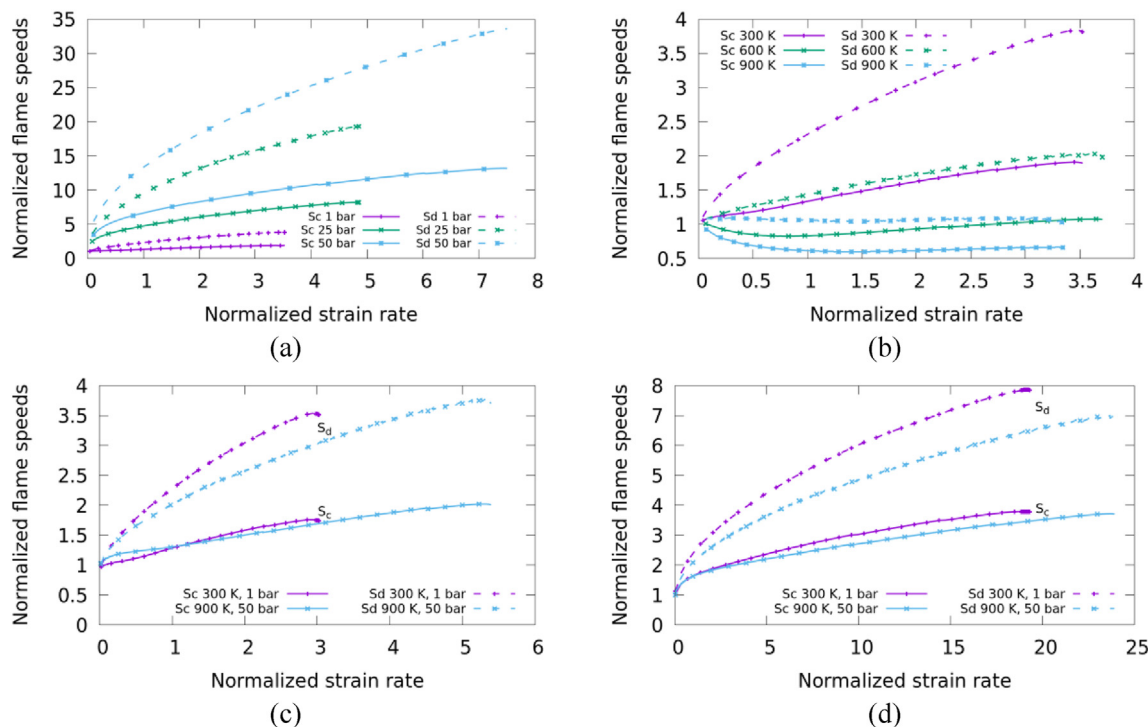 Normalized flame speeds
35
30
25
20
15
10
5
0
Sc 1 bar
Sc 25 bar
Sc 50 bar
Sd 1 bar
Sd 25 bar
Sd 50 bar
0 1 2 3 4 5 6 7 8
Normalized strain rate
(a)
Normalized flame speeds
4
3.5
3
2.5
2
1.5
1
0.5
Sc 300 K
Sc 600 K
Sc 900 K
Sd 300 K
Sd 600 K
Sd 900 K
0 0.5 1 1.5 2 2.5 3 3.5 4
Normalized strain rate
(b)
Normalized flame speeds
4
3.5
3
2.5
2
1.5
1
0.5
0
Sd
Sc
Sc 300 K, 1 bar
Sc 900 K, 50 bar
Sd 300 K, 1 bar
Sd 900 K, 50 bar
0 1 2 3 4 5 6
Normalized strain rate
(c)
Normalized flame speeds
8
7
6
5
4
3
2
1
0
Sd
Sc
Sc 300 K, 1 bar
Sc 900 K, 50 bar
Sd 300 K, 1 bar
Sd 900 K, 50 bar
0 5 10 15 20 25
Normalized strain rate
(d)